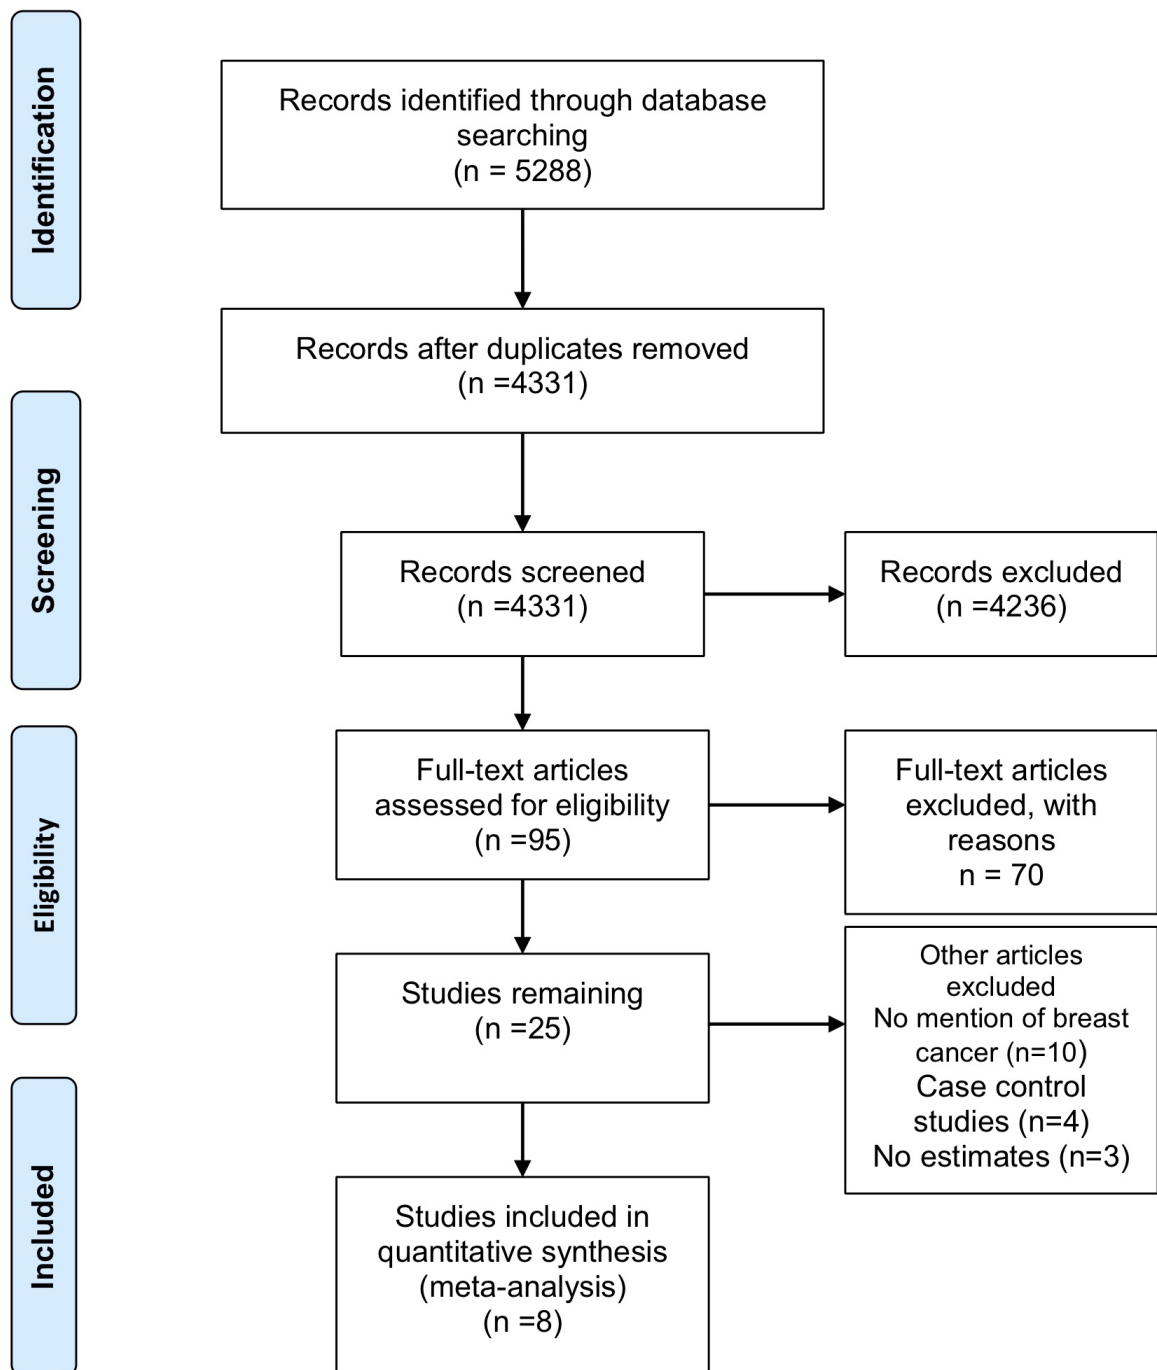 Identification
Records identified through database
searching
(n = 5288)
Records after duplicates removed
(n =4331)
Screening
Records screened
(n =4331)
Records excluded
(n =4236)
Eligibility
Full-text articles
assessed for eligibility
(n =95)
Full-text articles
excluded, with
reasons
n = 70
Studies remaining
(n =25)
Other articles
excluded
No mention of breast
cancer (n=10)
Case control
studies (n=4)
No estimates (n=3)
Included
Studies included in
quantitative synthesis
(meta-analysis)
(n =8)